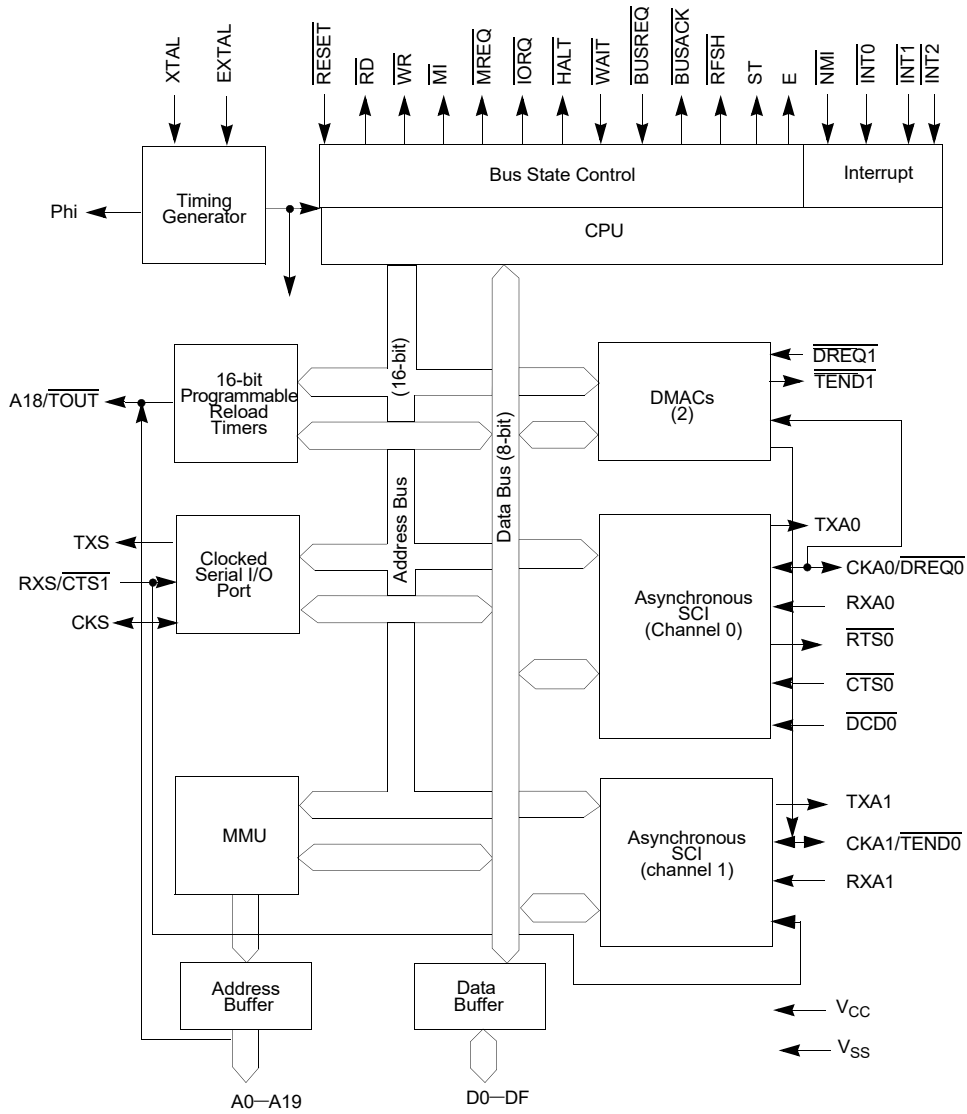 XTAL
EXTAL
RESET
RD
WR
MI
MREQ
IORQ
HALT
WAIT
BUSREQ
BUSACK
RFSH
ST
E
NMI
INT0
INT1
INT2
Timing
Generator
Phi
Bus State Control
Interrupt
CPU
16-bit
Programmable
Reload
Timers
A18/TOUT
(16-bit)
Address Bus
Data Bus (8-bit)
DMACs
(2)
DREQ1
TEND1
TXS
RXS/CTS1
CKS
Clocked
Serial I/O
Port
Asynchronous
SCI
(Channel 0)
TXA0
CKA0/DREQ0
RXA0
RTS0
CTS0
DCD0
MMU
Asynchronous
SCI
(channel 1)
TXA1
CKA1/TEND0
RXA1
Address
Buffer
Data
Buffer
VCC
VSS
A0—A19
D0—DF